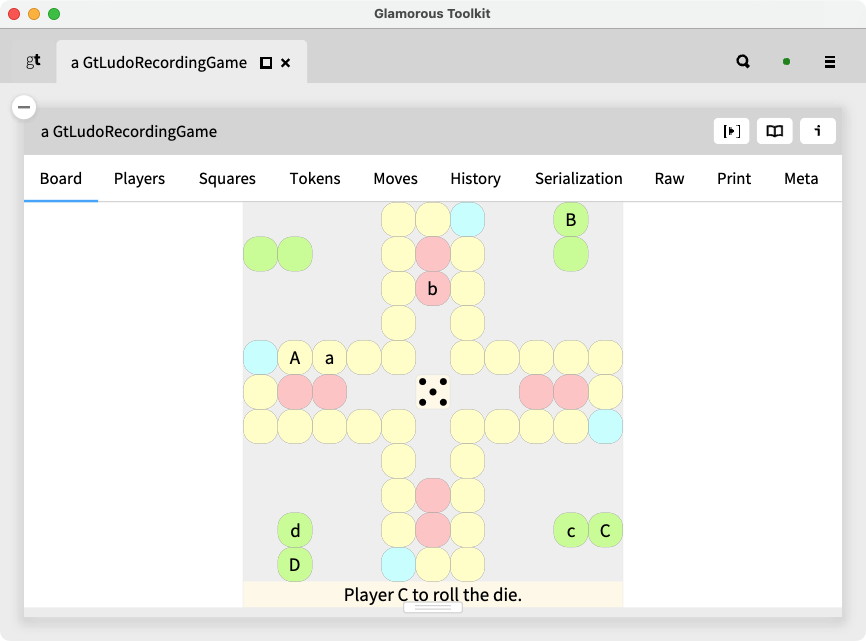 Glamorous Toolkit
gt
a GtLudoRecordingGame
a GtLudoRecordingGame
i
Board Players Squares Tokens Moves History Serialization Raw Print Meta
B
b
A a
d c C
D
Player C to roll the die.